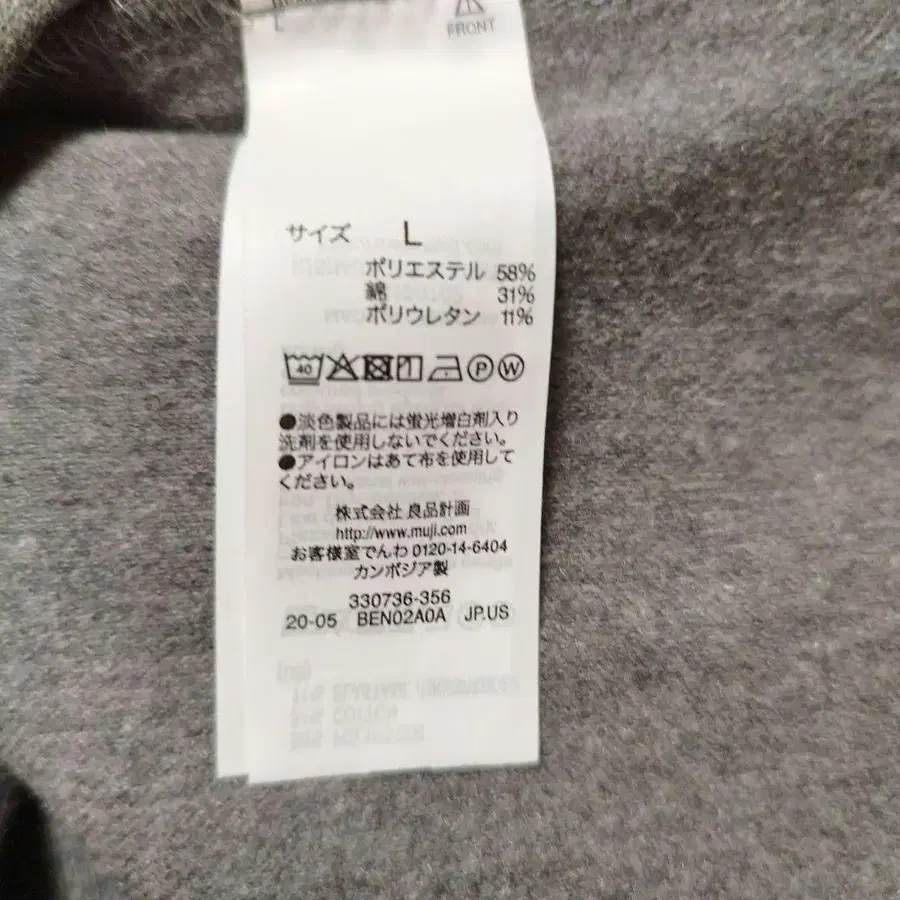 FRONT
サイズ L
ポリエステル 58%
綿 31%
ポリウレタン 11%
40 P W
●淡色製品には蛍光増白剤入り
洗剤を使用しないでください。
●アイロンはあて布を使用して
ください。
株式会社 良品計画
http://www.muji.com
お客様室でんわ 0120-14-6404
カンボジア製
330736-356
20-05 BEN02A0A JP.US